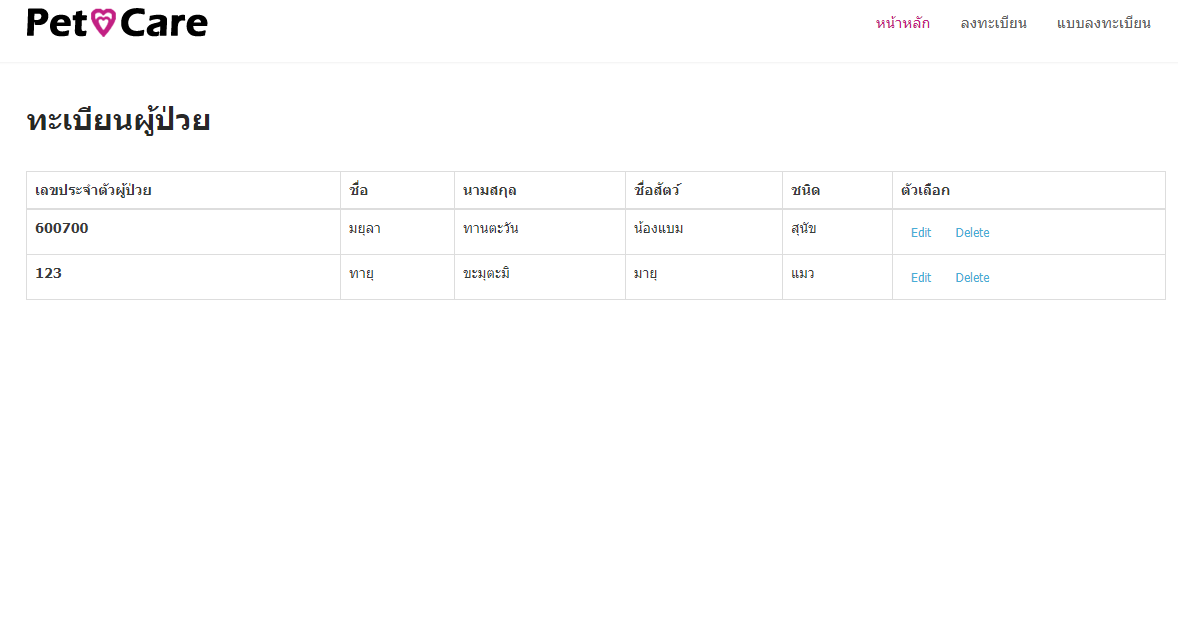 Pet Care
หน้าหลัก ลงทะเบียน แบบลงทะเบียน
ทะเบียนผู้ป่วย
เลขประจำตัวผู้ป่วย ชื่อ นามสกุล ชื่อสัตว์ ชนิด ตัวเลือก
600700 มยุลา ทานตะวัน น้องแบม สุนัข Edit Delete
123 ทายุ ขะมุตะมิ มายุ แมว Edit Delete